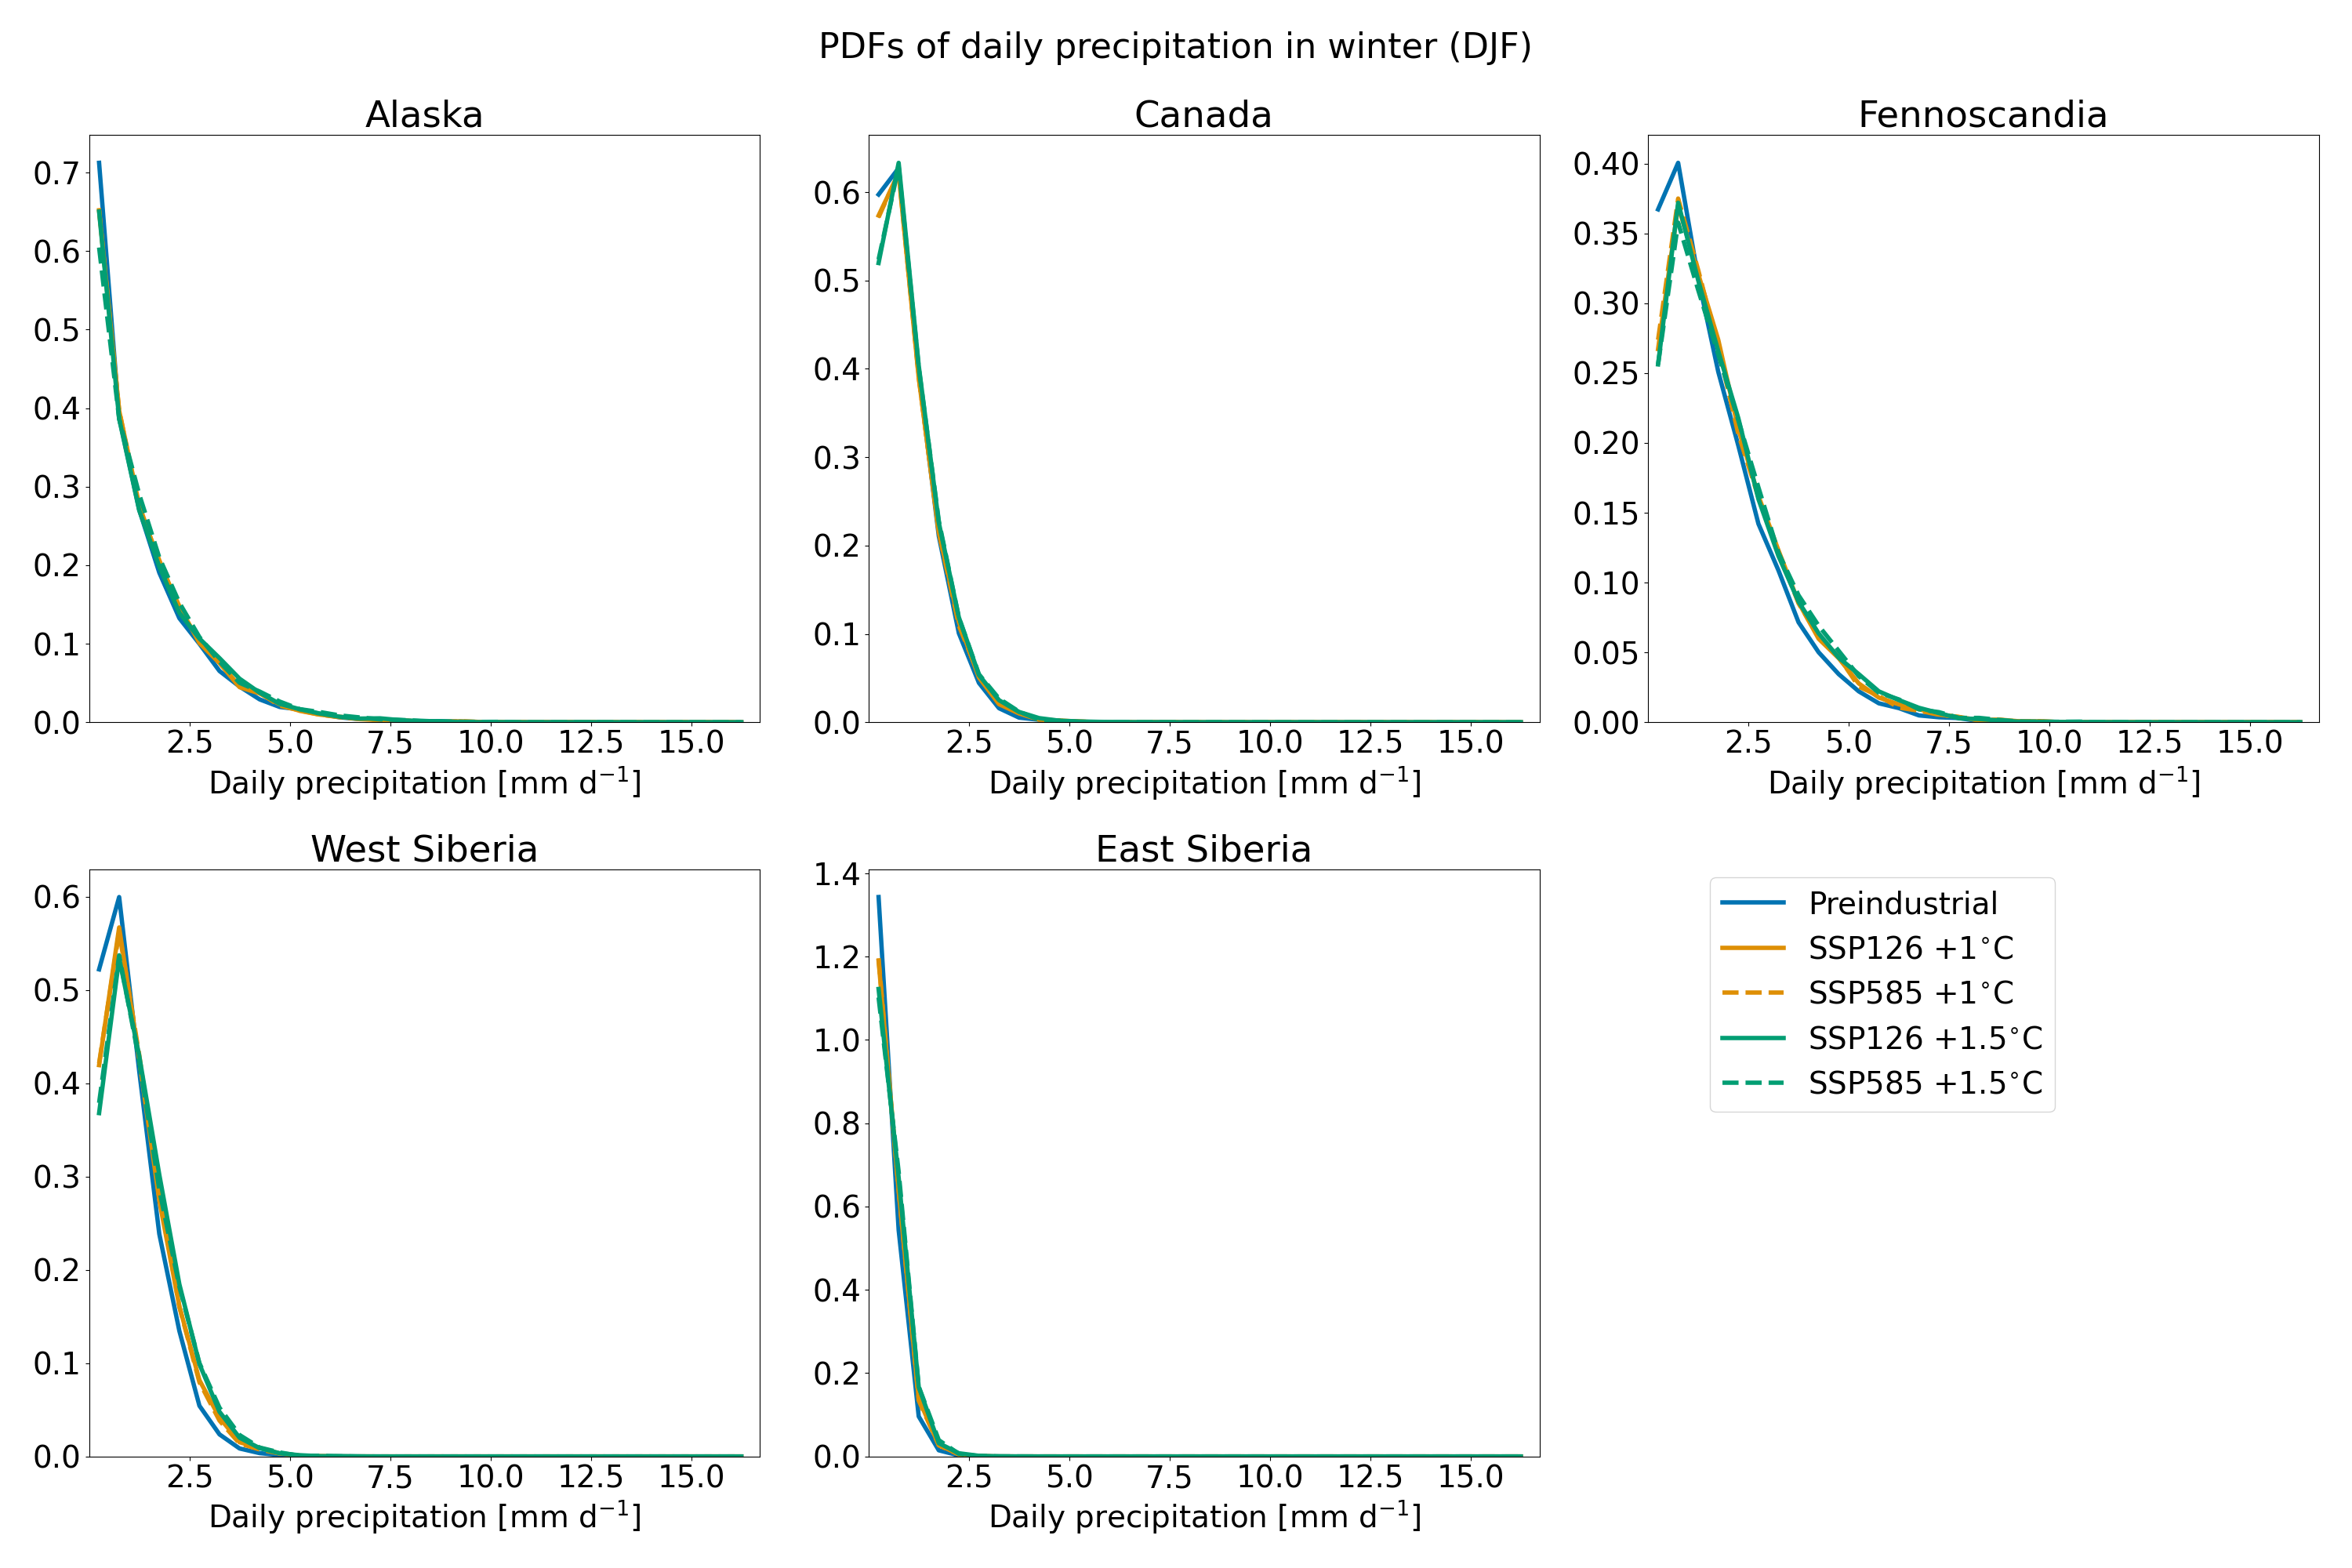 PDFs of daily precipitation in winter (DJF)
Alaska
0.7
0.6
0.5
0.4
0.3
0.2
0.1
0.0
2.5 5.0 7.5 10.0 12.5 15.0
Daily precipitation [mm d⁻¹]
Canada
0.6
0.5
0.4
0.3
0.2
0.1
0.0
2.5 5.0 7.5 10.0 12.5 15.0
Daily precipitation [mm d⁻¹]
Fennoscandia
0.40
0.35
0.30
0.25
0.20
0.15
0.10
0.05
0.00
2.5 5.0 7.5 10.0 12.5 15.0
Daily precipitation [mm d⁻¹]
West Siberia
0.6
0.5
0.4
0.3
0.2
0.1
0.0
2.5 5.0 7.5 10.0 12.5 15.0
Daily precipitation [mm d⁻¹]
East Siberia
1.4
1.2
1.0
0.8
0.6
0.4
0.2
0.0
2.5 5.0 7.5 10.0 12.5 15.0
Daily precipitation [mm d⁻¹]
Preindustrial
SSP126 +1°C
SSP585 +1°C
SSP126 +1.5°C
SSP585 +1.5°C